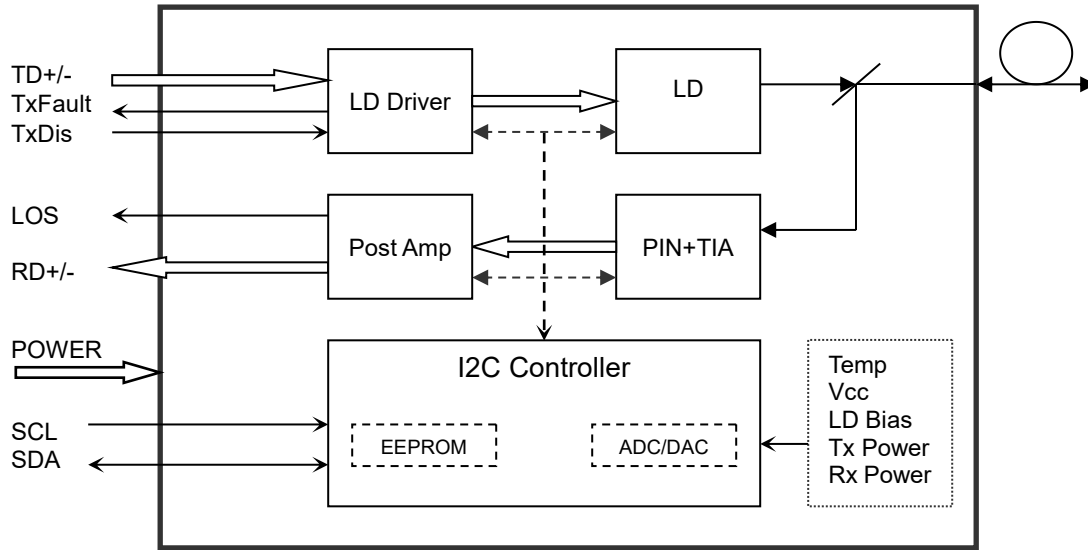 TD+/-
TxFault
TxDis
LD Driver
LD
LOS
RD+/-
Post Amp
PIN+TIA
POWER
SCL
SDA
I2C Controller
EEPROM
ADC/DAC
Temp
Vcc
LD Bias
Tx Power
Rx Power